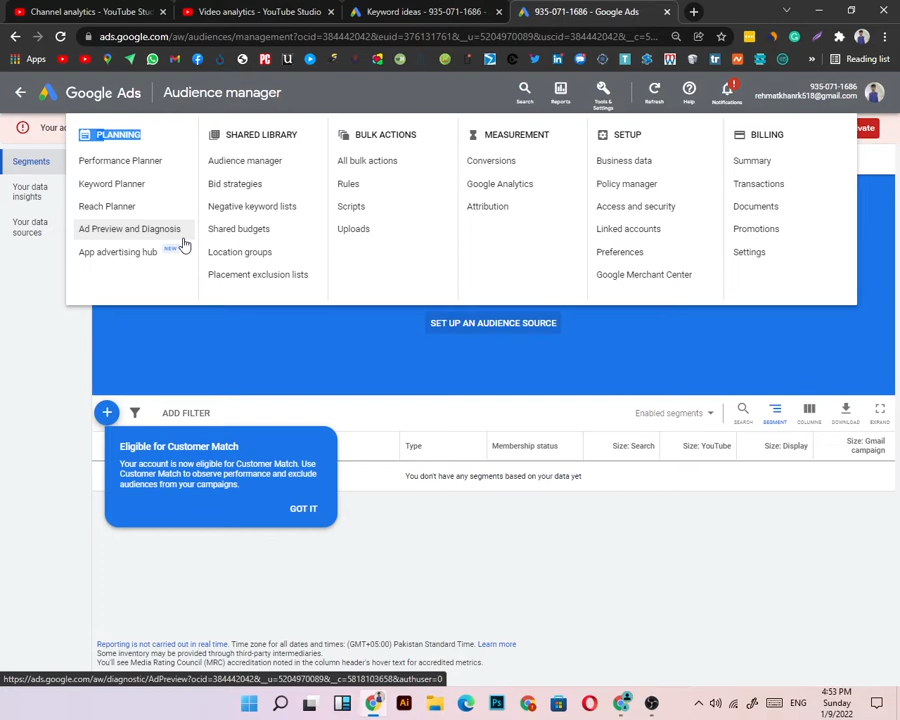 Channel analytics - YouTube Stud
Video analytics - YouTube Studio
Keyword ideas - 935-071-1686 -
935-071-1686 - Google Ads
ads.google.com/aw/audiences/management?ocid=384442042&euid=376131761&__u=5204970089&uscid=384442042&__c=5...
Apps
Reading list
Google Ads
Audience manager
Search
Reports
Tools &
Settings
Refresh
Help
Notifications
935-071-1686
rehmatkhanrk518@gmail.com
Segments
Your data
insights
Your data
sources
PLANNING
Performance Planner
Keyword Planner
Reach Planner
Ad Preview and Diagnosis
App advertising hub NEW
SHARED LIBRARY
Audience manager
Bid strategies
Negative keyword lists
Shared budgets
Location groups
Placement exclusion lists
BULK ACTIONS
All bulk actions
Rules
Scripts
Uploads
MEASUREMENT
Conversions
Google Analytics
Attribution
SETUP
Business data
Policy manager
Access and security
Linked accounts
Preferences
Google Merchant Center
BILLING
Summary
Transactions
Documents
Promotions
Settings
SET UP AN AUDIENCE SOURCE
ADD FILTER
Enabled segments
SEARCH
SEGMENT
COLUMNS
DOWNLOAD
EXPAND
Type
Membership status
Size: Search
Size: YouTube
Size: Display
Size: Gmail
campaign
You don't have any segments based on your data yet
Eligible for Customer Match
Your account is now eligible for Customer Match. Use
Customer Match to observe performance and exclude
audiences from your campaigns.
GOT IT
Reporting is not carried out in real time. Time zone for all dates and times: (GMT+05:00) Pakistan Standard Time. Learn more
Some inventory may be provided through third-party intermediaries.
You'll see Media Rating Council (MRC) accreditation noted in the column header's hover text for accredited metrics.
https://ads.google.com/aw/diagnostic/AdPreview?ocid=384442042&__u=5204970089&__c=5818103658&authuser=0
ENG
4:53 PM
Sunday
1/9/2022